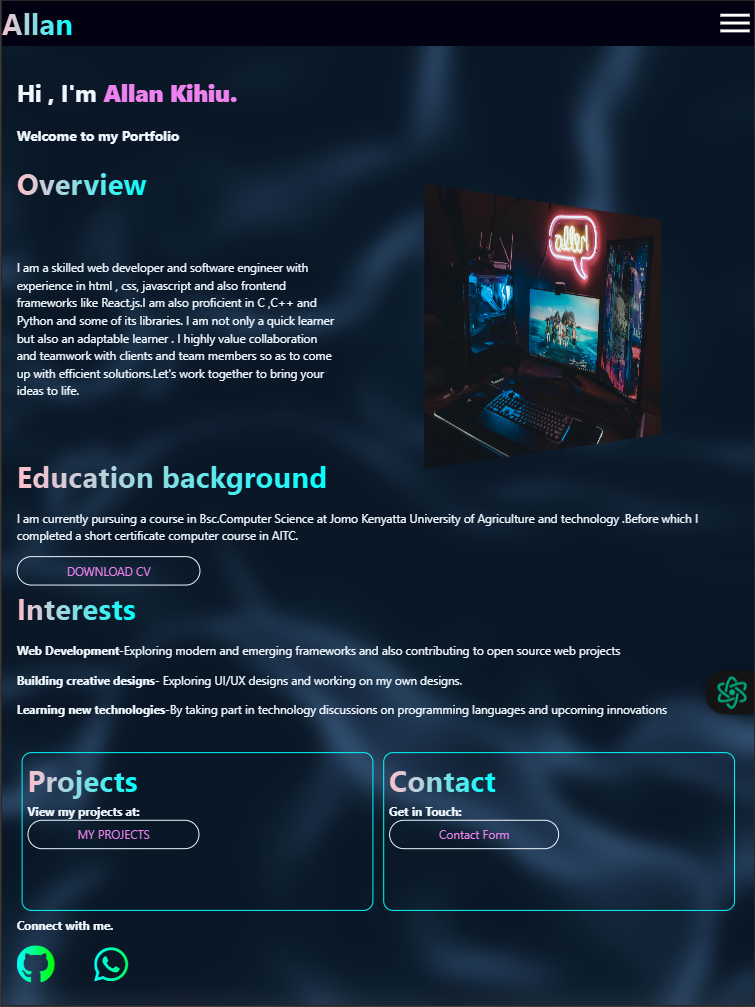 Allan
Hi , I'm Allan Kihiu.
Welcome to my Portfolio
Overview
I am a skilled web developer and software engineer with
experience in html , css, javascript and also frontend
frameworks like React.js.I am also proficient in C ,C++ and
Python and some of its libraries. I am not only a quick learner
but also an adaptable learner . I highly value collaboration
and teamwork with clients and team members so as to come
up with efficient solutions.Let's work together to bring your
ideas to life.
hello
Education background
I am currently pursuing a course in Bsc.Computer Science at Jomo Kenyatta University of Agriculture and technology .Before which I
completed a short certificate computer course in AITC.
DOWNLOAD CV
Interests
Web Development-Exploring modern and emerging frameworks and also contributing to open source web projects
Building creative designs- Exploring UI/UX designs and working on my own designs.
Learning new technologies-By taking part in technology discussions on programming languages and upcoming innovations
Projects
View my projects at:
MY PROJECTS
Contact
Get in Touch:
Contact Form
Connect with me.